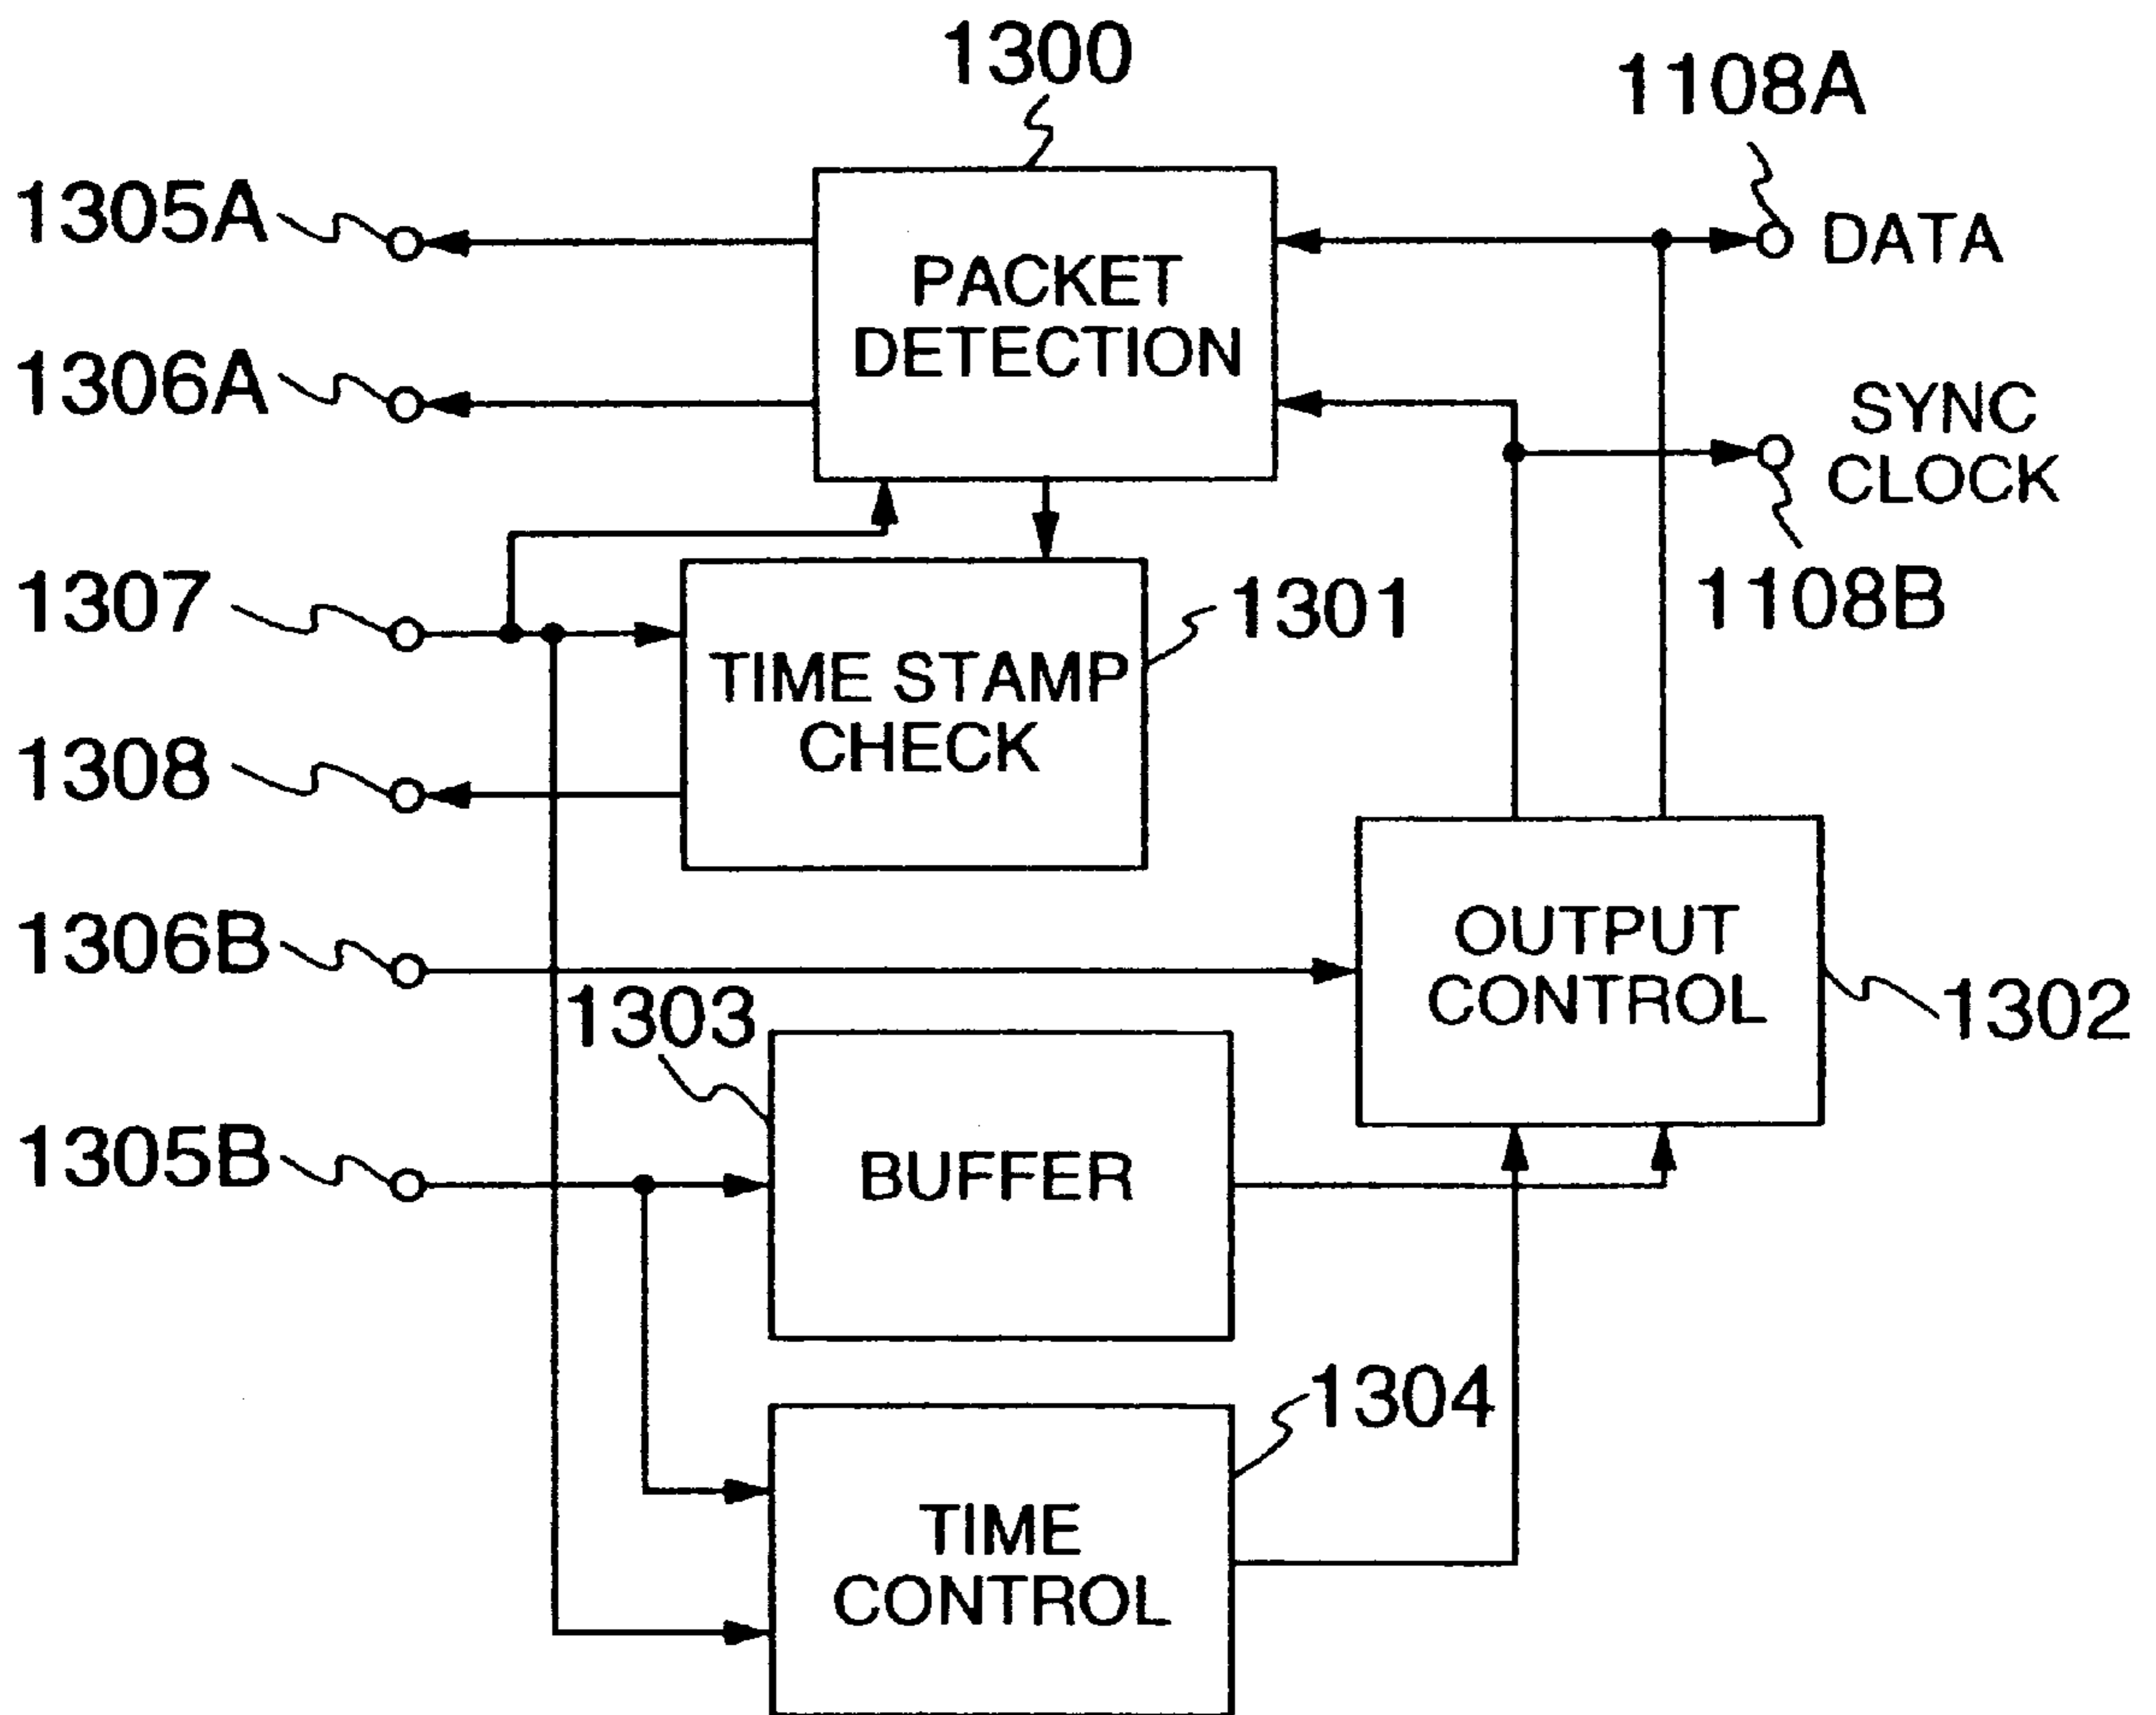 1300
1108A
1305A
DATA
PACKET
DETECTION
1306A
SYNC
CLOCK
1307
1301
1108B
TIME STAMP
CHECK
1308
1306B
OUTPUT
CONTROL
1303
1302
1305B
BUFFER
1304
TIME
CONTROL